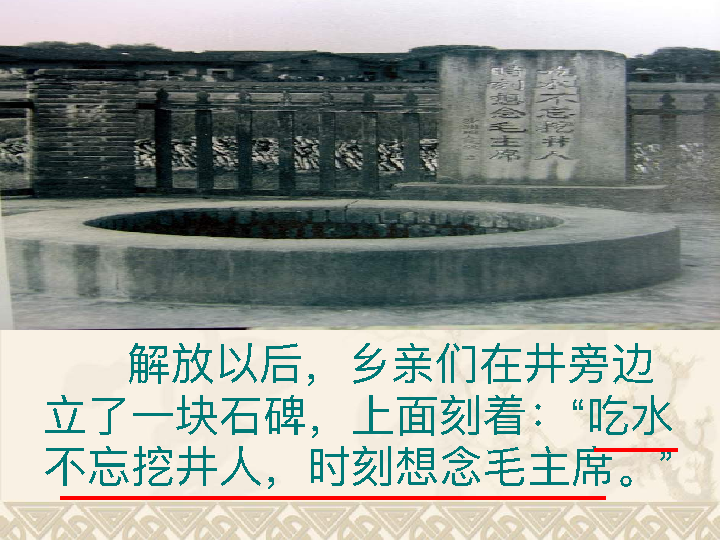 吃水不忘挖井人
时刻想念毛主席
解放以后，乡亲们在井旁边
立了一块石碑，上面刻着：“吃水
不忘挖井人，时刻想念毛主席。”